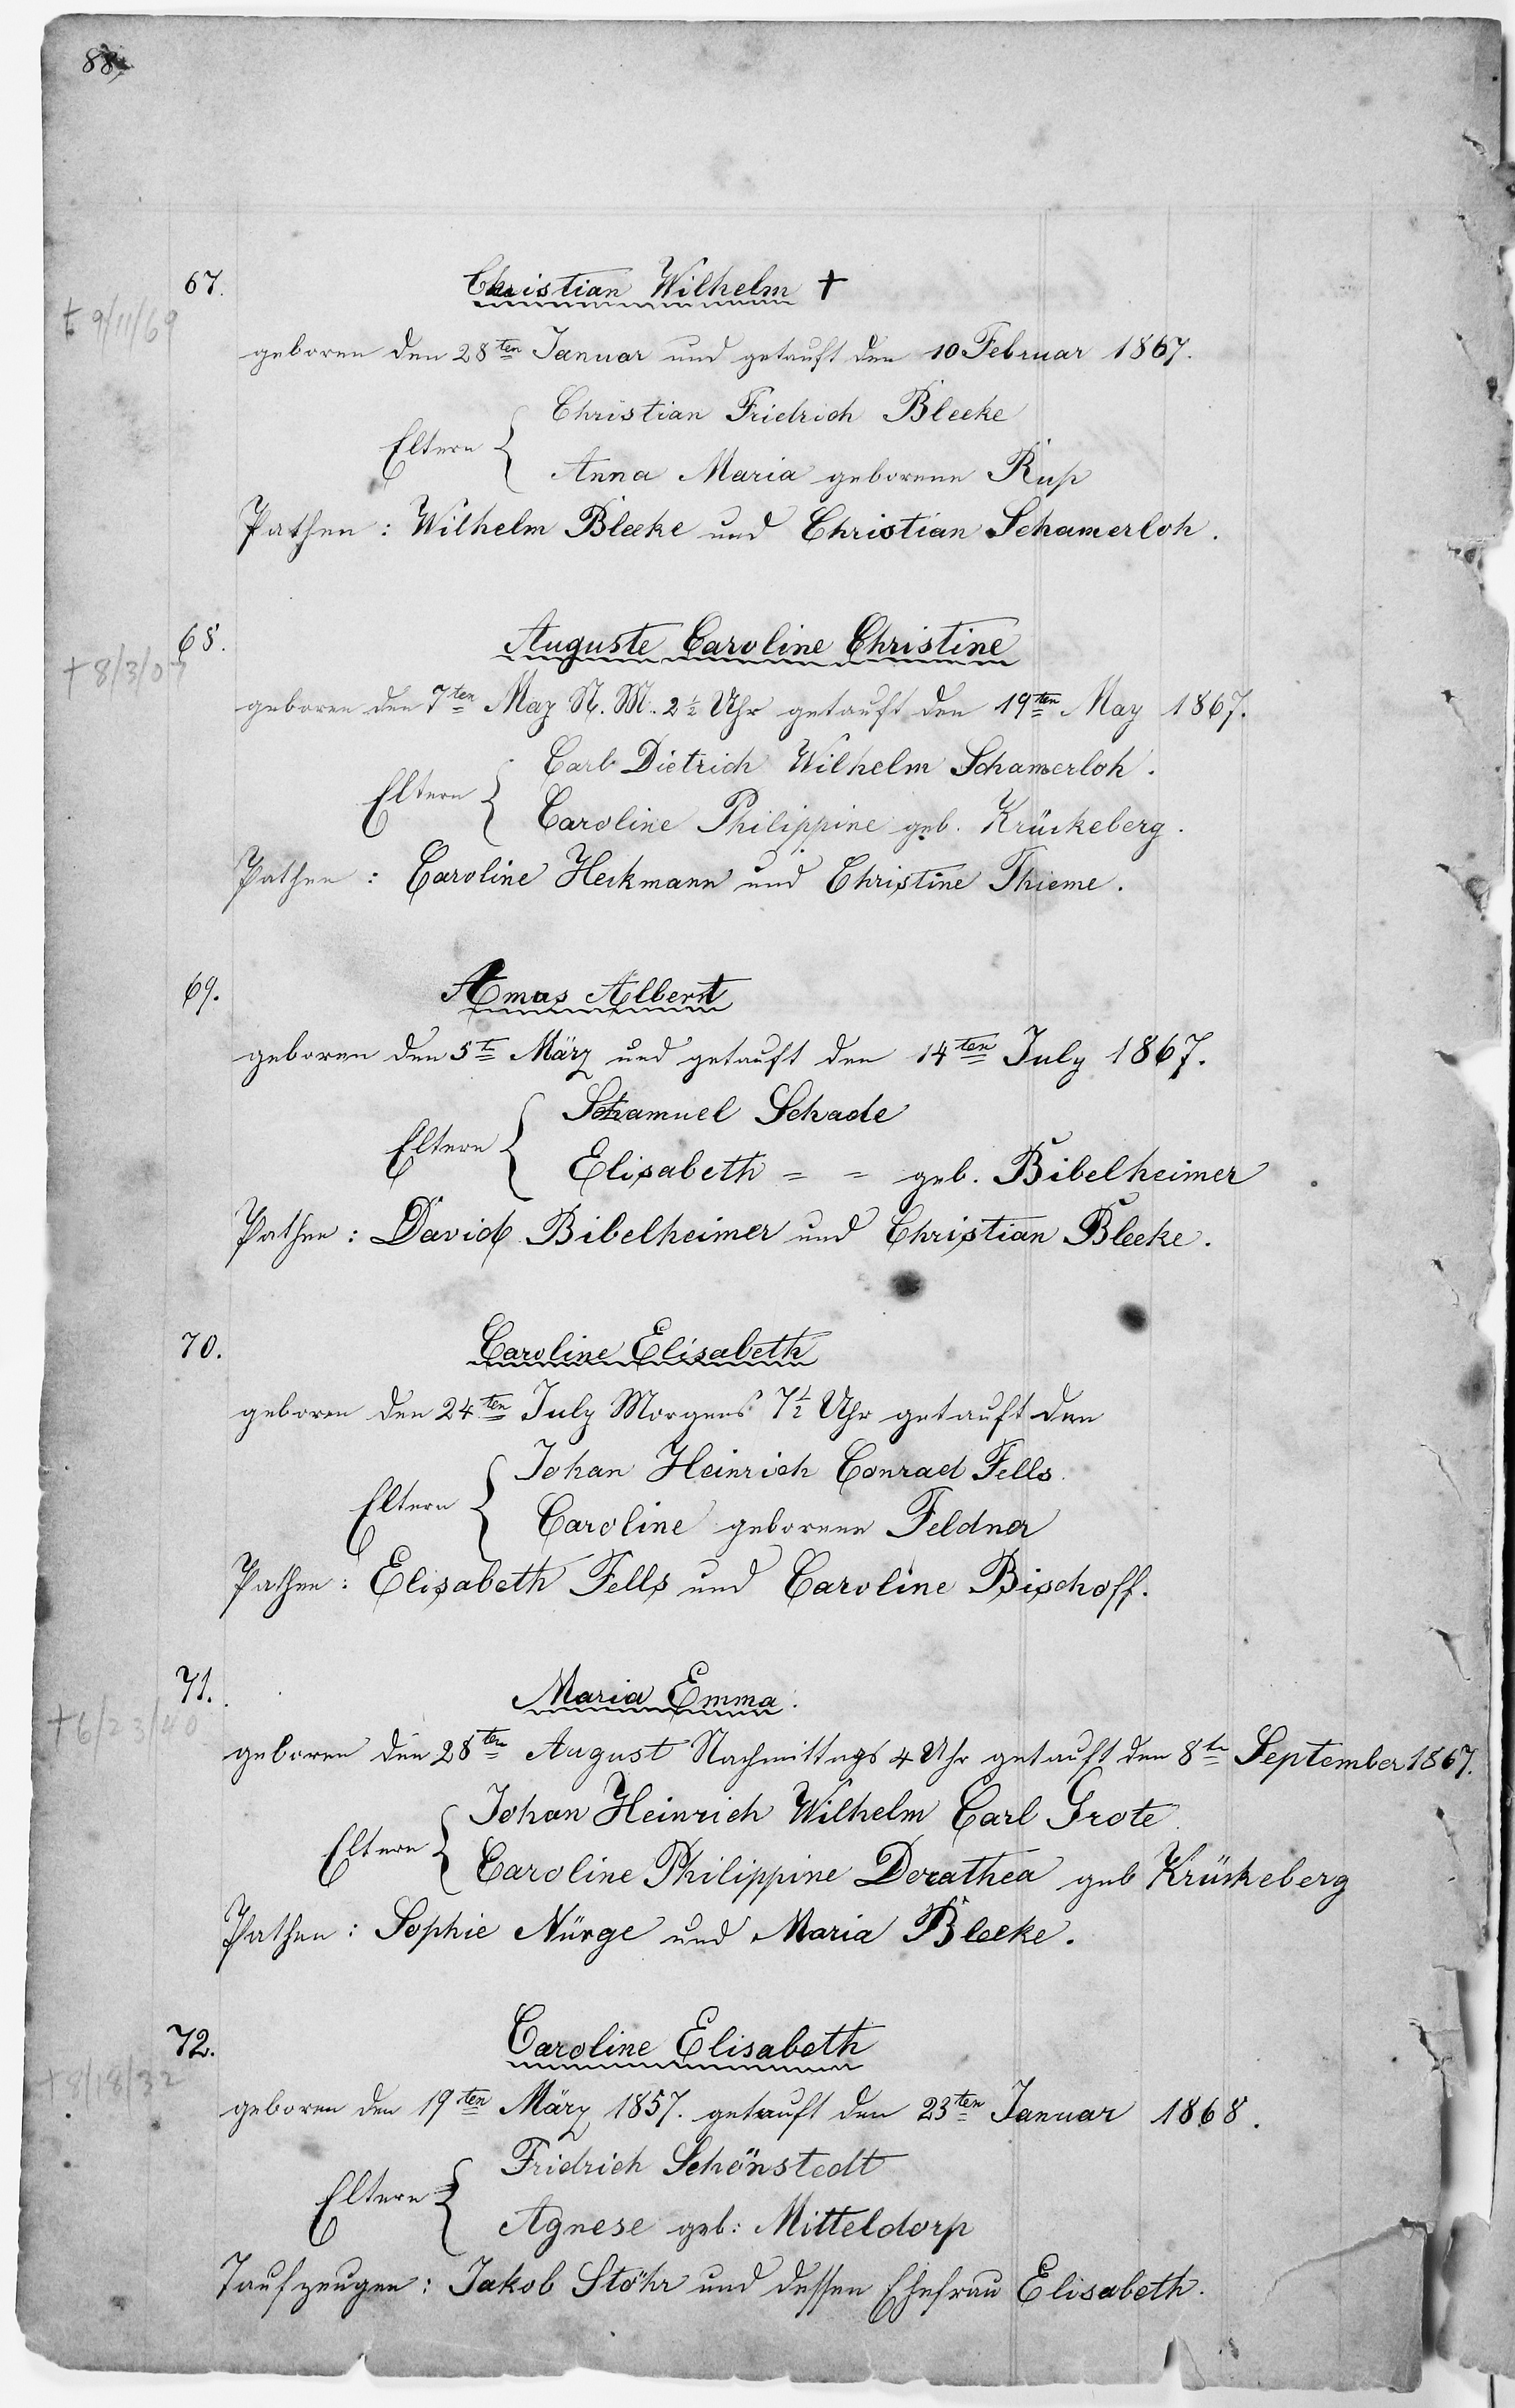 88.
67.
Christian Wilhelm †
† 9/11/69
geboren den 28ten Januar und getauft den 10 Februar 1867.
Christian Friedrich Bleeke
Eltern {
Anna Maria geborene Rup
Pathen: Wilhelm Bleeke und Christian Schamerloh.
68.
Auguste Caroline Christine
† 8/3/07
geboren den 7ten May N. M. 2½ Uhr getauft den 19ten May 1867.
Carl Dietrich Wilhelm Schamerloh.
Eltern {
Caroline Philippine geb. Krückeberg.
Pathen: Caroline Heckmann und Christine Thieme.
69.
Amos Albert
geboren den 5t März und getauft den 14ten July 1867.
Schamuel Schade
Eltern {
Elisabeth = = geb. Bibelheimer
Pathen: David Bibelheimer und Christian Bleeke.
70.
Caroline Elisabeth
geboren den 24ten July Morgens 7½ Uhr getauft den
Johan Heinrich Conrad Fells.
Eltern {
Caroline geborene Feldner
Pathen: Elisabeth Fells und Caroline Bischoff.
71.
Maria Emma.
† 6/23/40
geboren den 28ten August Nachmittags 4 Uhr getauft den 8tn September 1867.
Johan Heinrich Wilhelm Carl Grote.
Eltern {
Caroline Philippine Dorathea geb Krückeberg
Pathen: Sophie Nürge und Maria Bleeke.
72.
Caroline Elisabeth
† 8/18/32
geboren den 19ten März 1857. getauft den 23ten Januar 1868.
Fridrich Schönstedt
Eltern {
Agnese geb: Mitteldorp
Taufzeugen: Jakob Stöhr und dessen Ehefrau Elisabeth.